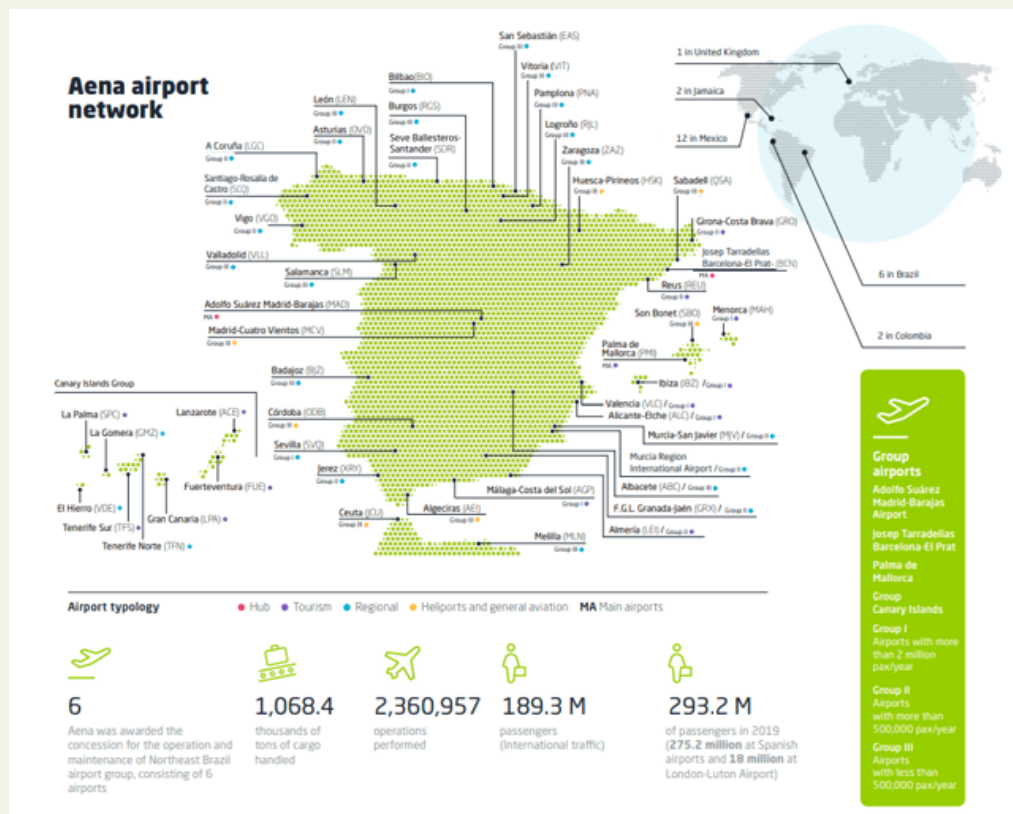 Aena airport
network
San Sebastián (EAS)
Group III
Vitoria (VIT)
Group III
Bilbao(BIO)
Group I
Pamplona (PNA)
Group III
León (LEN)
Group III
Burgos (RGS)
Group III
Logroño (RJL)
Group III
Asturias (OVD)
Group II
Seve Ballesteros-
Santander (SDR)
Group II
Zaragoza (ZAZ)
Group III
A Coruña (LGC)
Group II
Santiago-Rosalía de
Castro (SCQ)
Group I
Huesca-Pirineos (HSK)
Group III
Sabadell (QSA)
Group III
Vigo (VGO)
Group II
Girona-Costa Brava (GRO)
Group II
Valladolid (VLL)
Group III
Josep Tarradellas
Barcelona-El Prat- (BCN)
MA
Salamanca (SLM)
Group III
Reus (REU)
Group II
Adolfo Suárez Madrid-Barajas (MAD)
MA
Son Bonet (SBO)
Group III
Menorca (MAH)
Group I
Madrid-Cuatro Vientos (MCV)
Group III
Palma de
Mallorca (PMI)
MA
Badajoz (BJZ)
Group III
Ibiza (IBZ) /Group I
Valencia (VLC) / Group I
Alicante-Elche (ALC) / Group I
Córdoba (ODB)
Group III
Murcia-San Javier (MJV) / Group II
Sevilla (SVQ)
Group I
Murcia Region
International Airport / Group II
Jerez (XRY)
Group II
Albacete (ABC) / Group III
Málaga-Costa del Sol (AGP)
Group I
F.G.L. Granada-Jaén (GRX) / Group II
Ceuta (JCU)
Group III
Algeciras (AEI)
Group III
Almería (LEI) / Group II
Melilla (MLN)
Group III
Canary Islands Group
La Palma (SPC)
Lanzarote (ACE)
La Gomera (GMZ)
Fuerteventura (FUE)
El Hierro (VDE)
Gran Canaria (LPA)
Tenerife Sur (TFS)
Tenerife Norte (TFN)
1 in United Kingdom
2 in Jamaica
12 in Mexico
6 in Brazil
2 in Colombia
Group
airports
Adolfo Suárez
Madrid-Barajas
Airport
Josep Tarradellas
Barcelona-El Prat
Palma de
Mallorca
Group
Canary Islands
Group I
Airports with more
than 2 million
pax/year
Group II
Airports
with more than
500,000 pax/year
Group III
Airports
with less than
500,000 pax/year
Airport typology Hub Tourism Regional Heliports and general aviation MA Main airports
6
Aena was awarded the
concession for the operation and
maintenance of Northeast Brazil
airport group, consisting of 6
airports
1,068.4
thousands of
tons of cargo
handled
2,360,957
operations
performed
189.3 M
passengers
(International traffic)
293.2 M
of passengers in 2019
(275.2 million at Spanish
airports and 18 million at
London-Luton Airport)